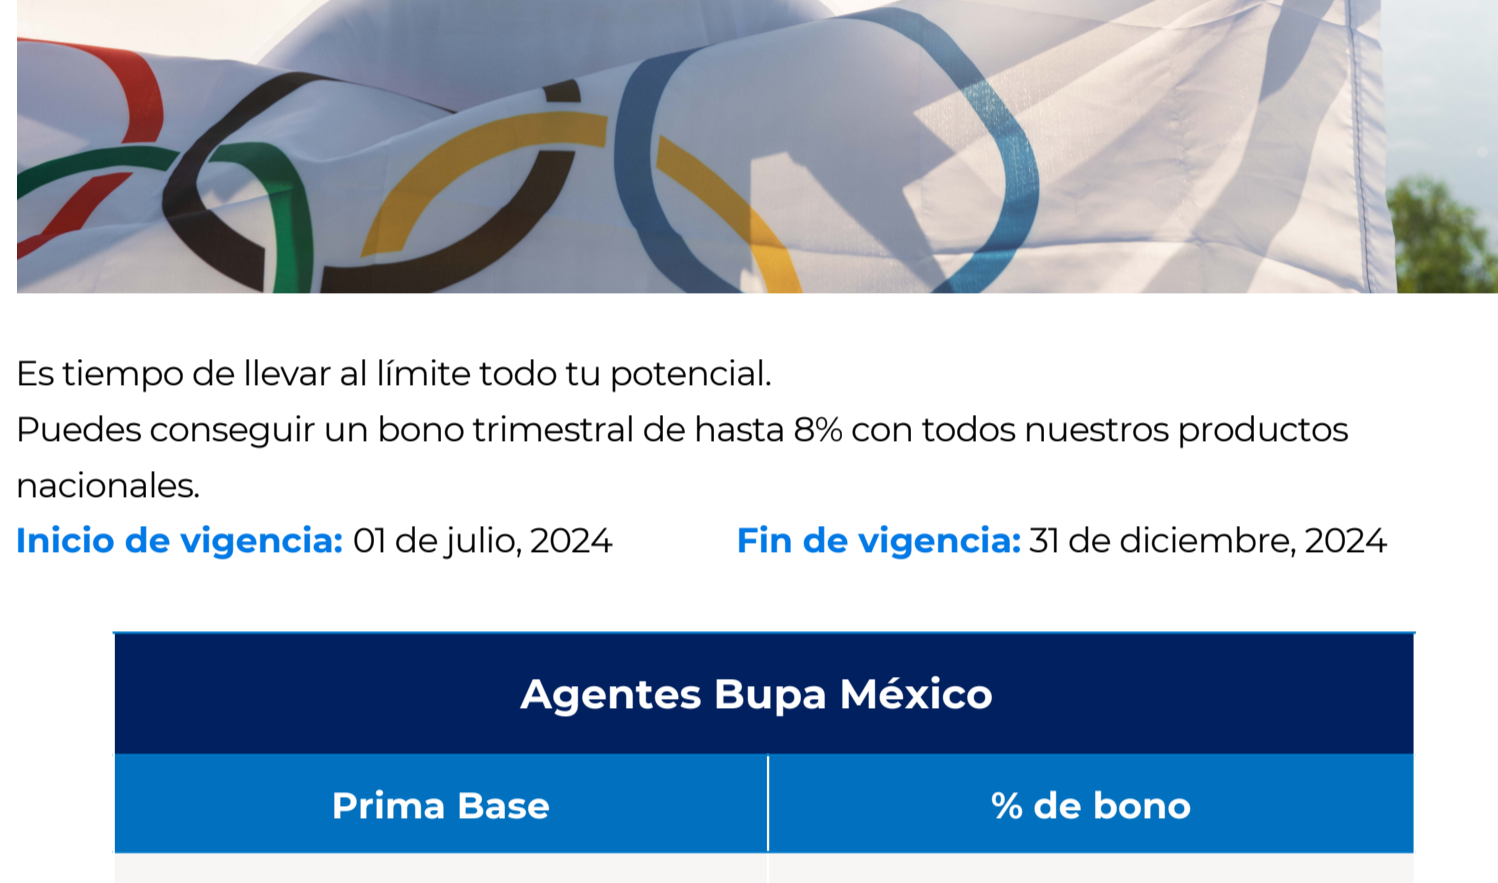 Es tiempo de llevar al límite todo tu potencial.
Puedes conseguir un bono trimestral de hasta 8% con todos nuestros productos
nacionales.
Inicio de vigencia: 01 de julio, 2024 Fin de vigencia: 31 de diciembre, 2024
Agentes Bupa México
Prima Base % de bono